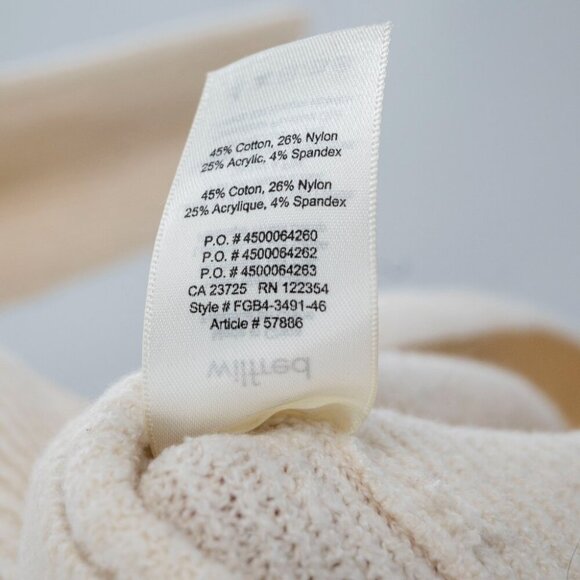 45% Cotton, 26% Nylon
25% Acrylic, 4% Spandex
45% Coton, 26% Nylon
25% Acrylique, 4% Spandex
P.O. # 4500064260
P.O. # 4500064262
P.O. # 4500064263
CA 23725 RN 122354
Style # FGB4-3491-46
Article # 57886
wilfred